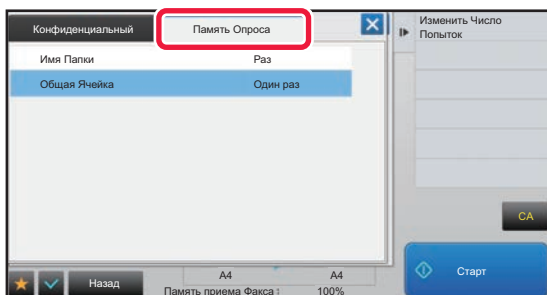 Конфиденциальный
Память Опроса
Имя Папки Раз
Общая Ячейка Один раз
Изменить Число
Попыток
CA
Старт
Назад
A4 A4
Память приема Факса : 100%